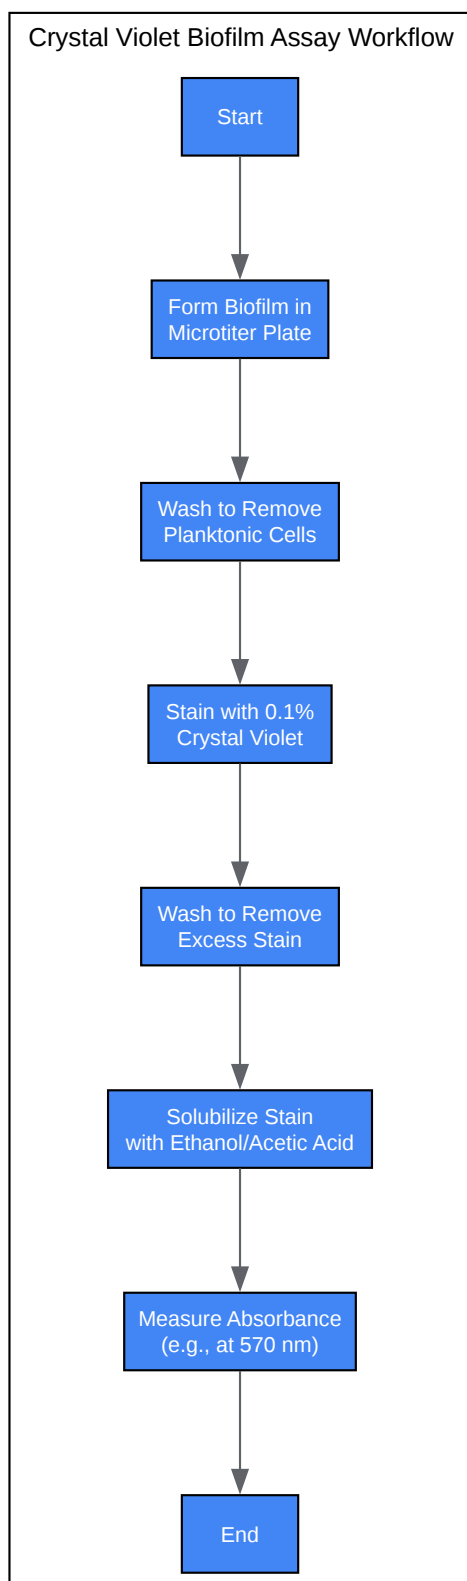 Crystal Violet Biofilm Assay Workflow
Start
Form Biofilm in
Microtiter Plate
Wash to Remove
Planktonic Cells
Stain with 0.1%
Crystal Violet
Wash to Remove
Excess Stain
Solubilize Stain
with Ethanol/Acetic Acid
Measure Absorbance
(e.g., at 570 nm)
End